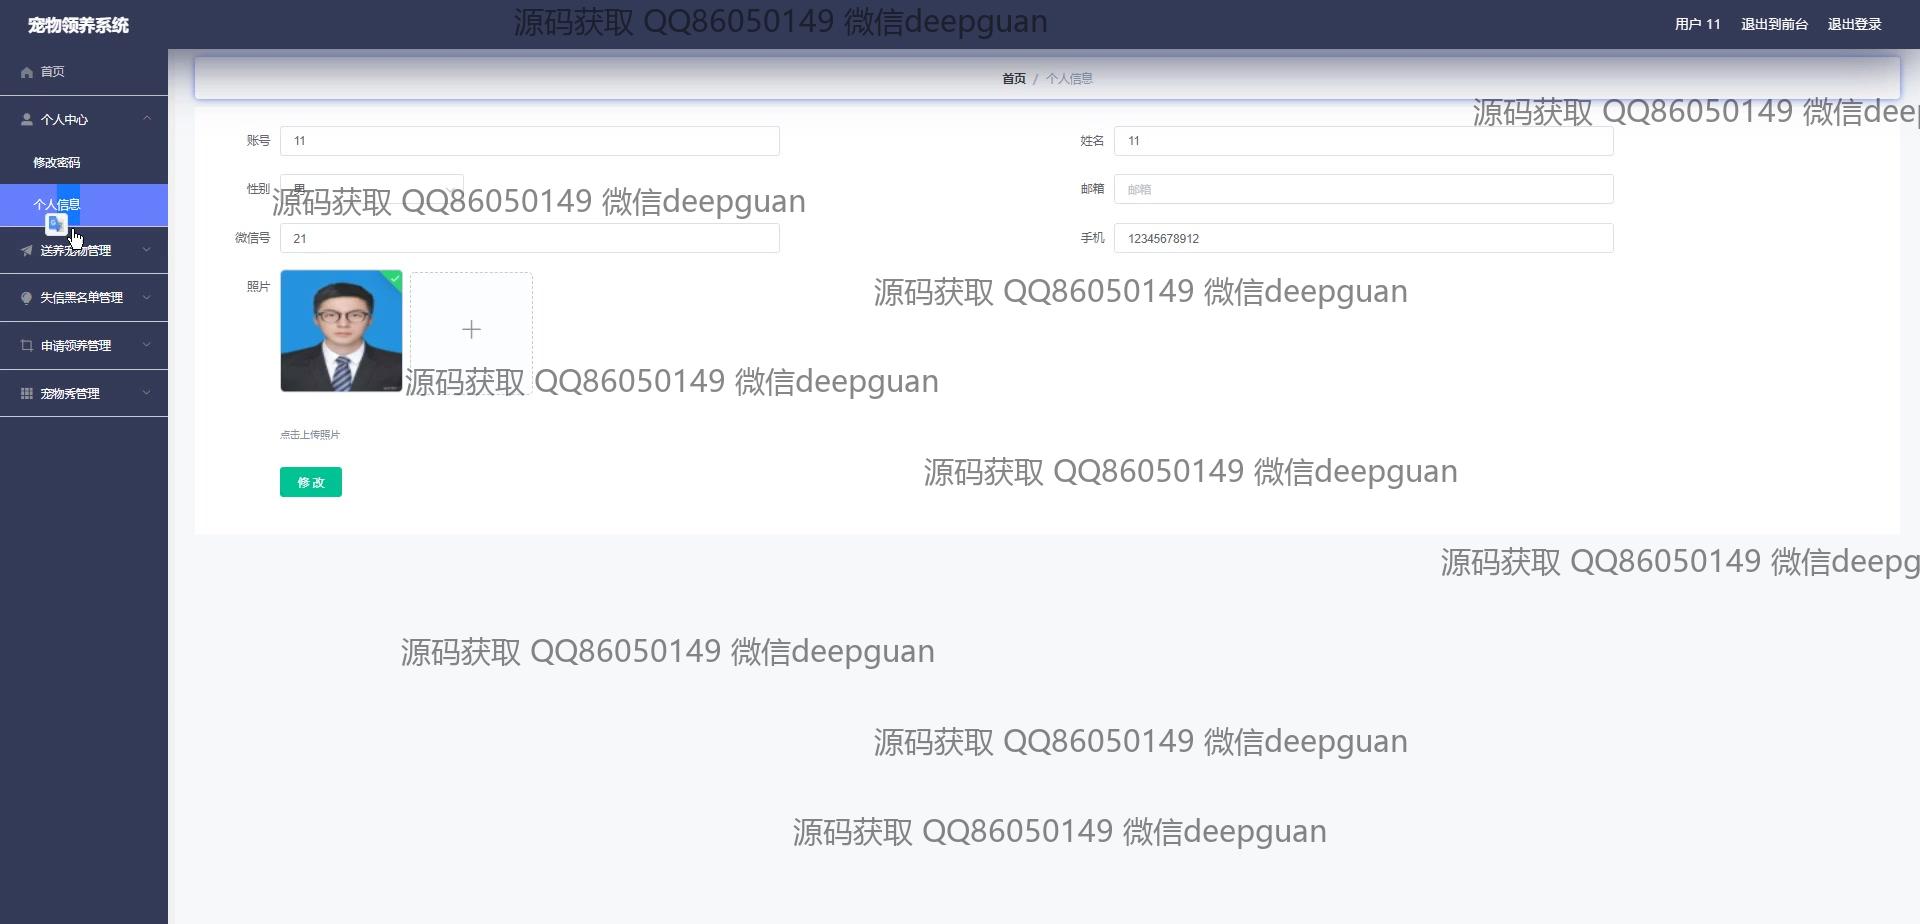 宠物领养系统
源码获取 QQ86050149 微信deepguan
用户 11 退出到前台 退出登录
首页
个人中心
修改密码
个人信息
送养宠物管理
失信黑名单管理
申请领养管理
宠物秀管理
首页 / 个人信息
源码获取 QQ86050149 微信deep
账号 11
姓名 11
性别 男
源码获取 QQ86050149 微信deepguan
邮箱 邮箱
微信号 21
手机 12345678912
照片
源码获取 QQ86050149 微信deepguan
源码获取 QQ86050149 微信deepguan
点击上传照片
源码获取 QQ86050149 微信deepguan
修改
源码获取 QQ86050149 微信deepg
源码获取 QQ86050149 微信deepguan
源码获取 QQ86050149 微信deepguan
源码获取 QQ86050149 微信deepguan